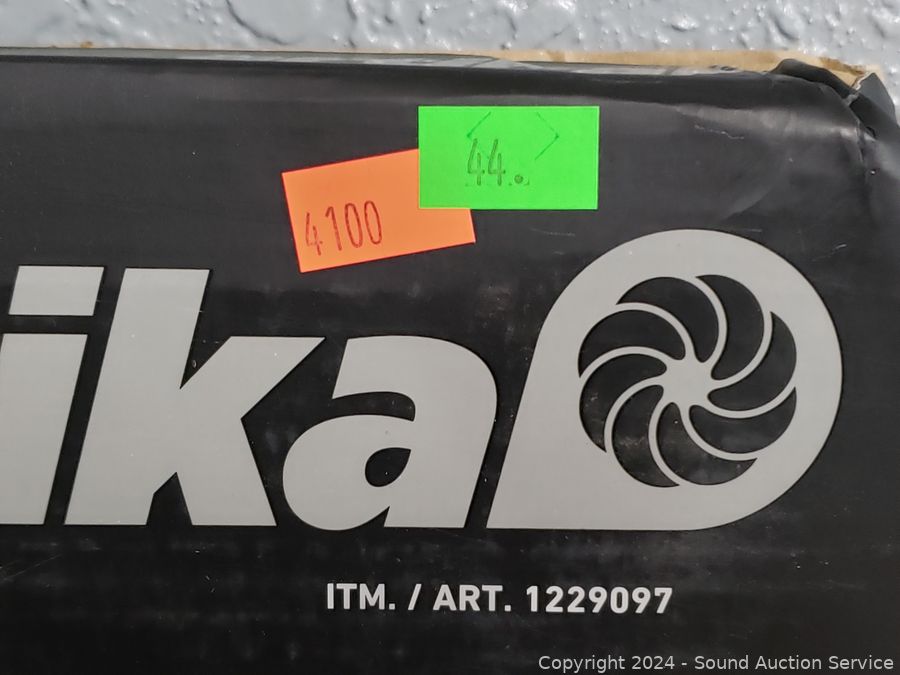 44.
4100
ika
ITM. / ART. 1229097
Copyright 2024 - Sound Auction Service